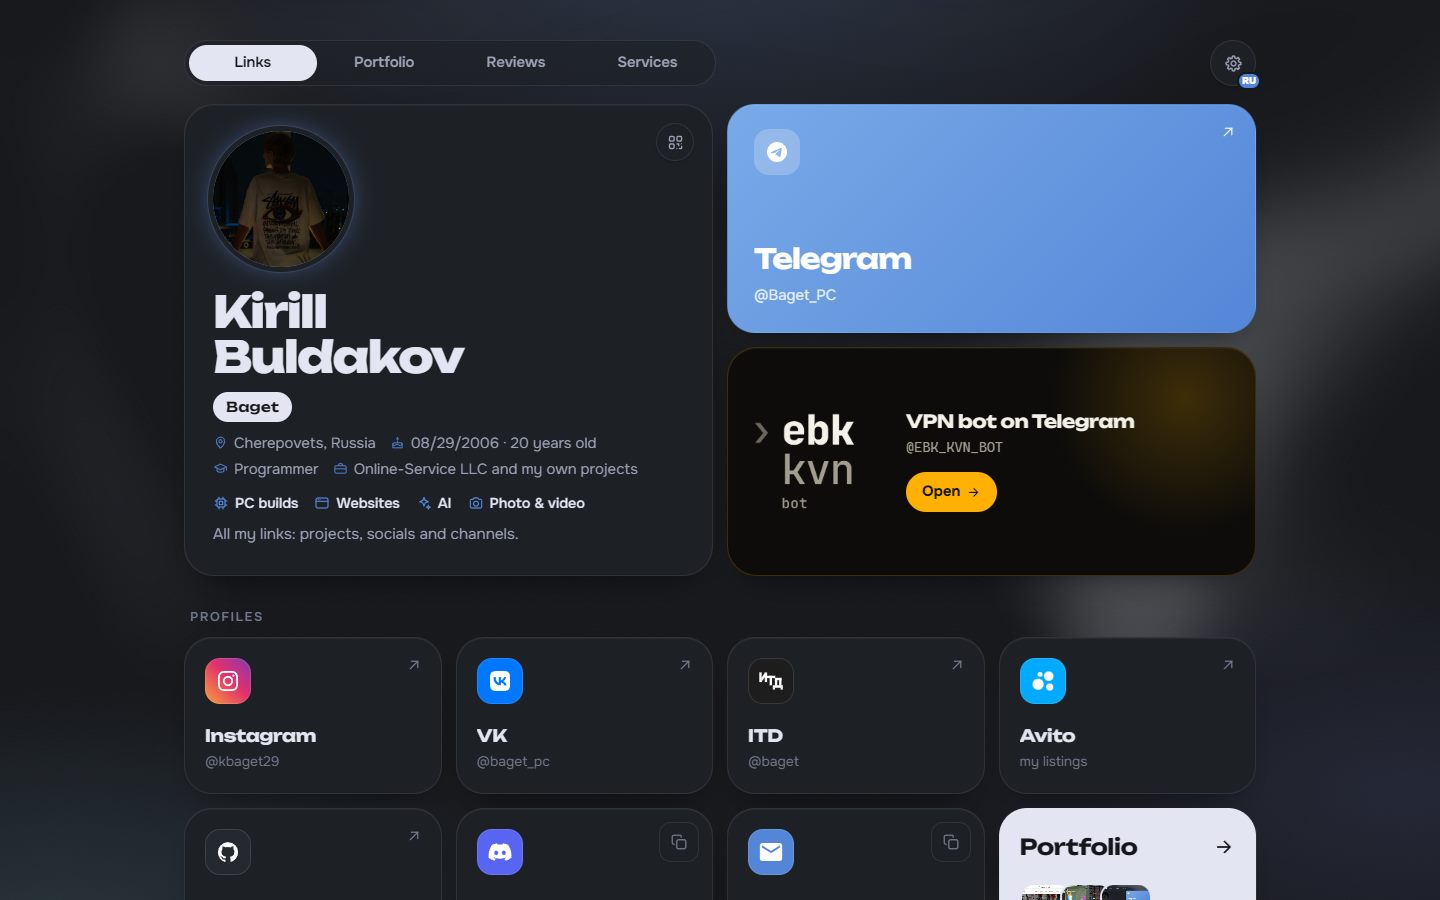 Links
Portfolio
Reviews
Services
RU
Kirill
Buldakov
Baget
Cherepovets, Russia
08/29/2006 · 20 years old
Programmer
Online-Service LLC and my own projects
PC builds
Websites
AI
Photo & video
All my links: projects, socials and channels.
Telegram
@Baget_PC
› ebk
kvn
bot
VPN bot on Telegram
@EBK_KVN_BOT
Open →
PROFILES
Instagram
@kbaget29
VK
@baget_pc
итд
ITD
@baget
Avito
my listings
Portfolio